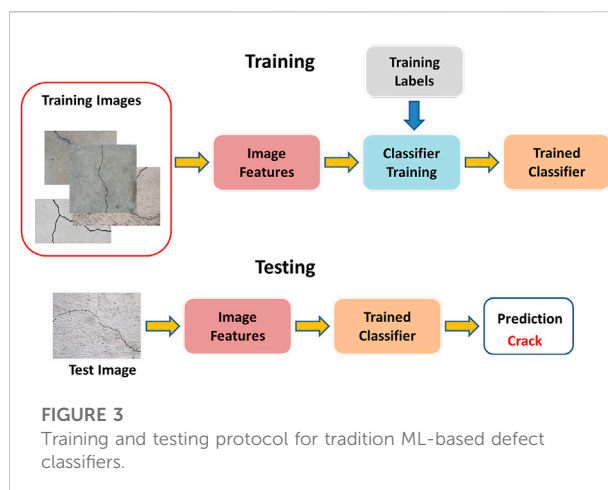 Training
Training Images
Training
Labels
Image
Features
Classifier
Training
Trained
Classifier
Testing
Test Image
Image
Features
Trained
Classifier
Prediction
Crack
FIGURE 3
Training and testing protocol for tradition ML-based defect
classifiers.